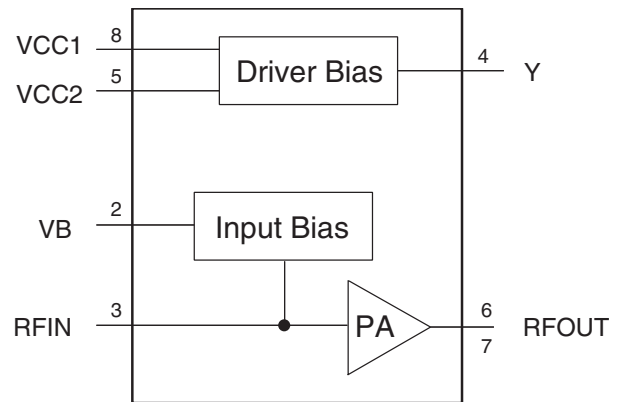 VCC1 8
Driver Bias
4 Y
VCC2 5
VB 2
Input Bias
RFIN 3
PA
6
7
RFOUT